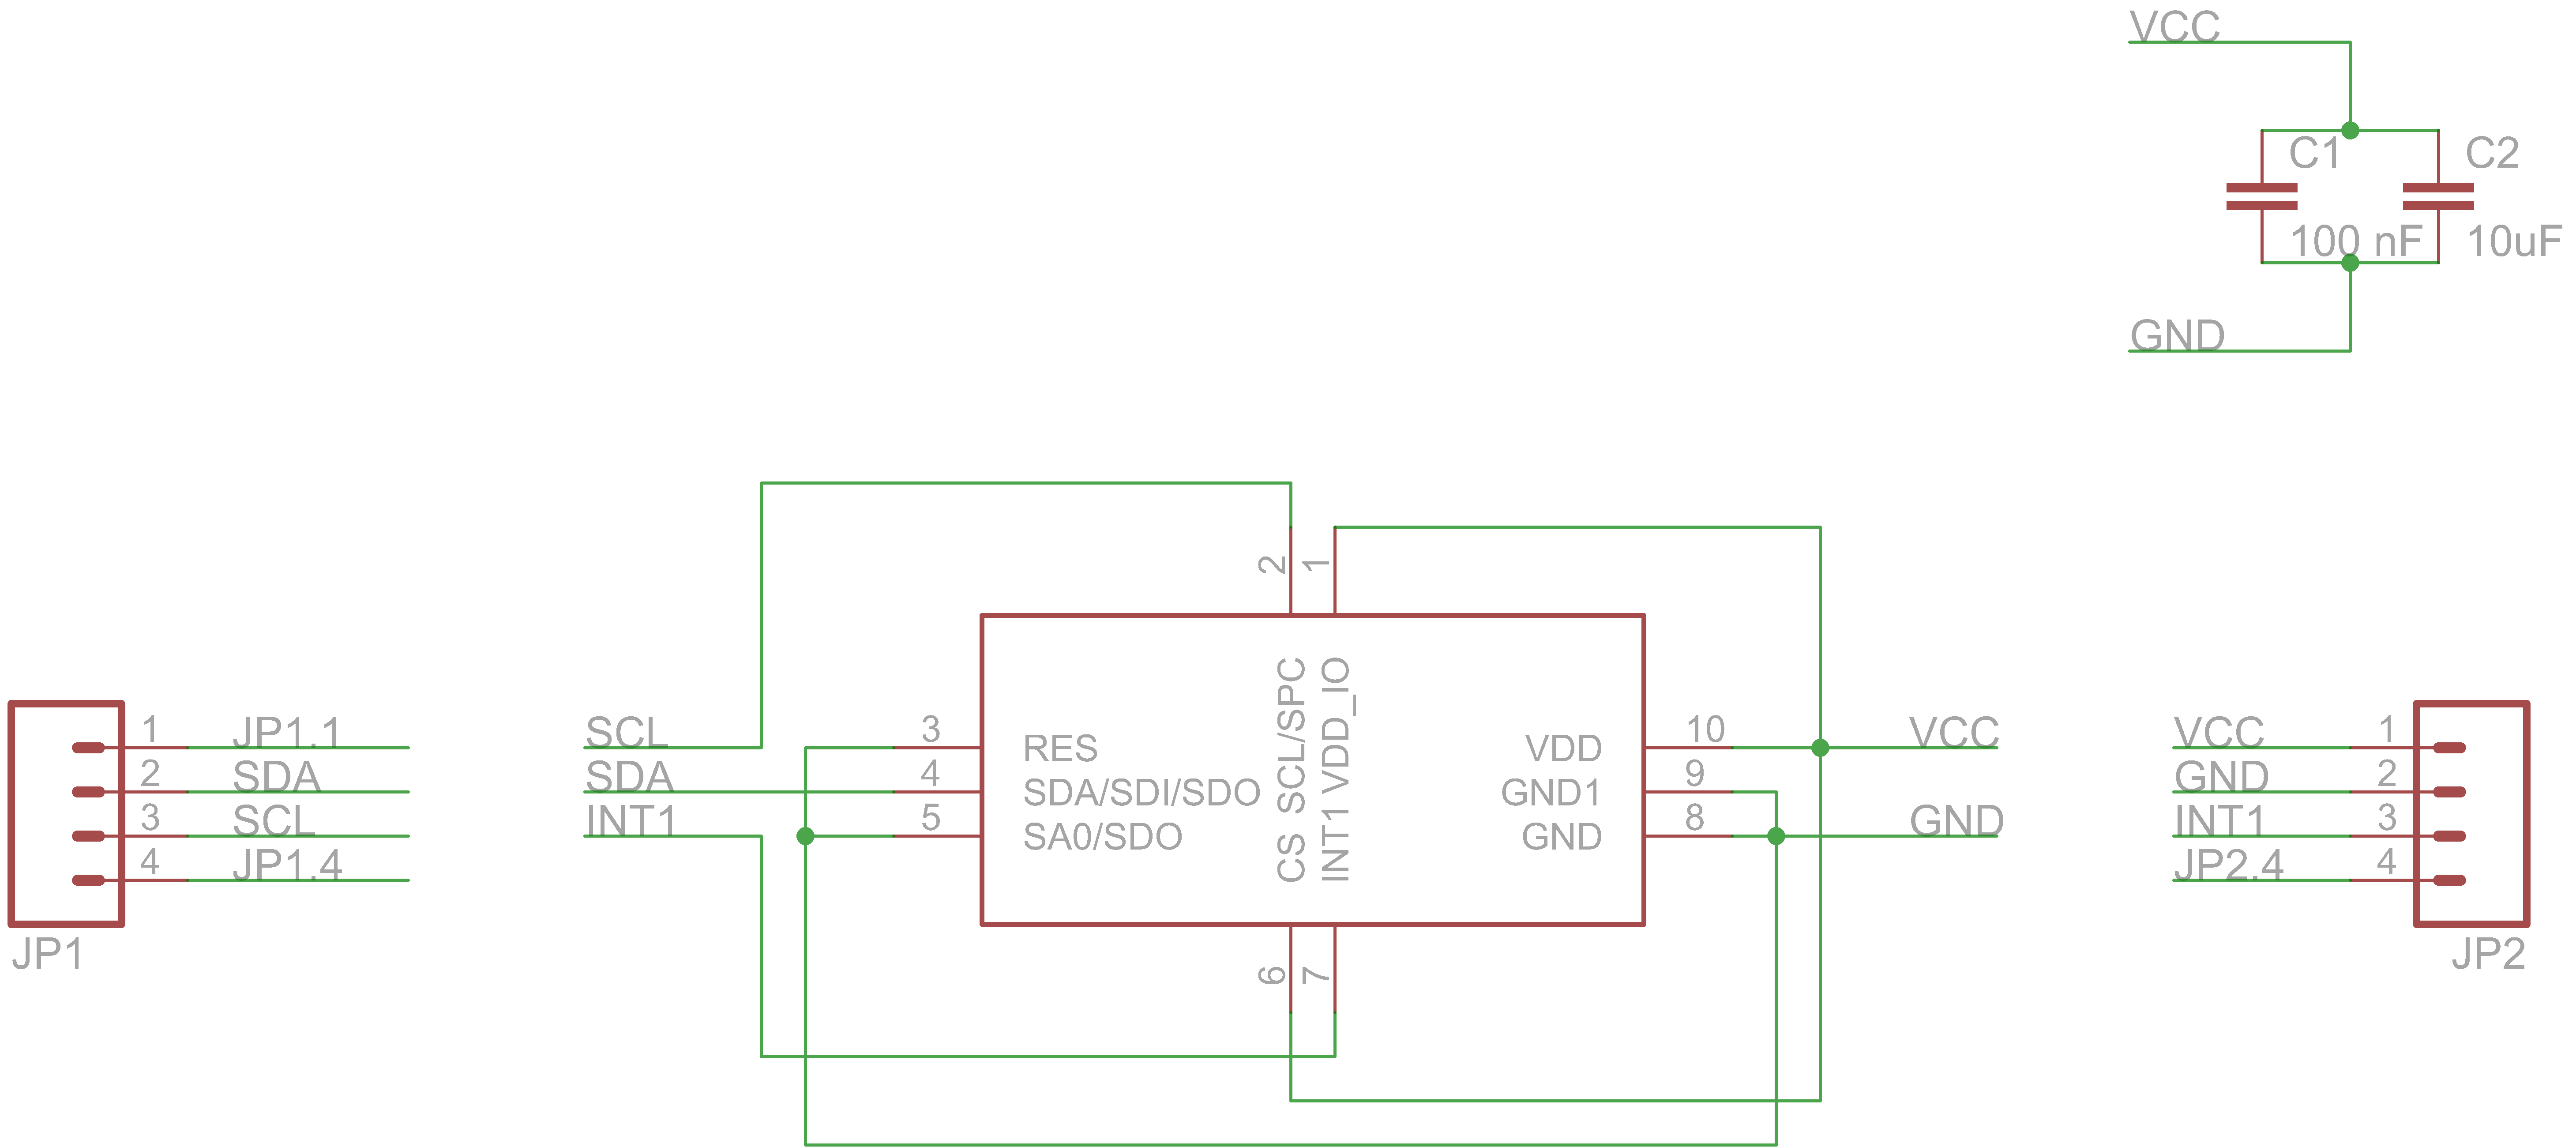 VCC
C1
C2
100 nF
10uF
GND
2
1
SCL/SPC
VDD_IO
1
JP1.1
2
SDA
3
SCL
4
JP1.4
JP1
SCL
SDA
INT1
3
RES
4
SDA/SDI/SDO
5
SA0/SDO
CS
INT1
VDD
10
GND1
9
GND
8
VCC
GND
6
7
VCC
1
GND
2
INT1
3
JP2.4
4
JP2